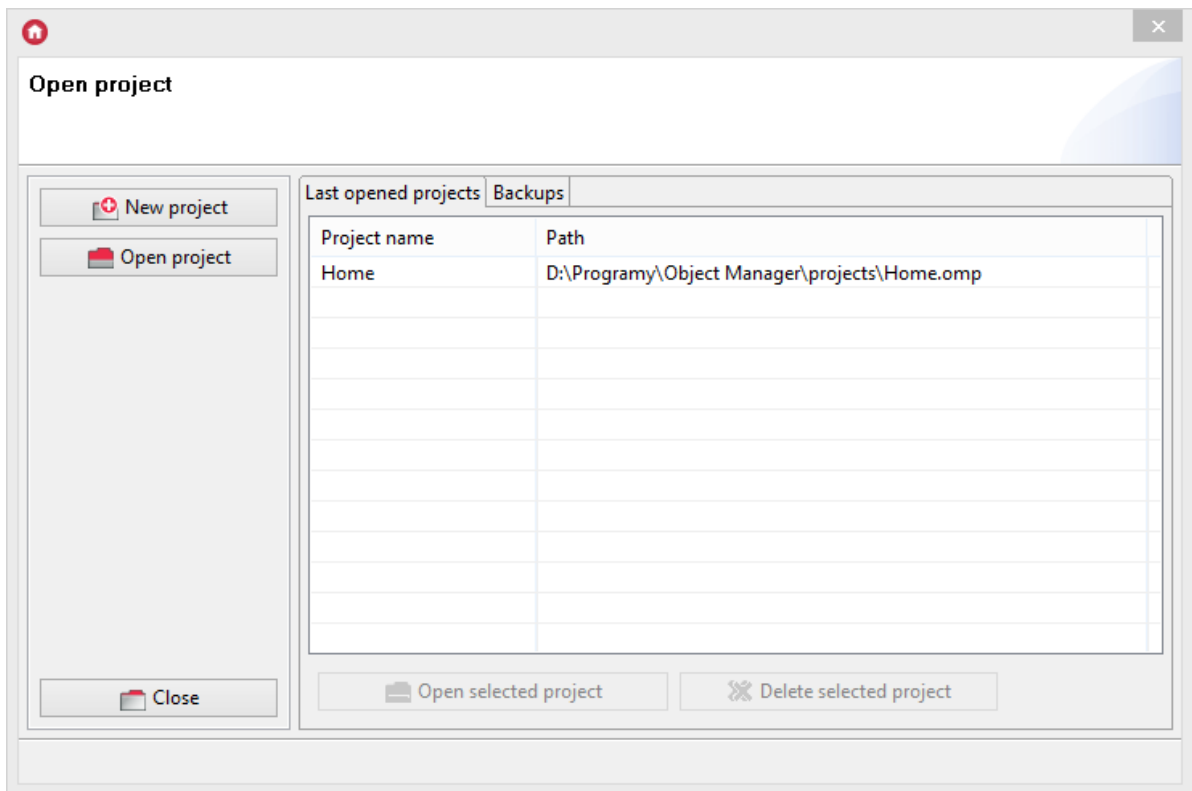 Open project
New project
Open project
Close
Last opened projects Backups
Project name Path
Home D:\Programy\Object Manager\projects\Home.omp
Open selected project Delete selected project